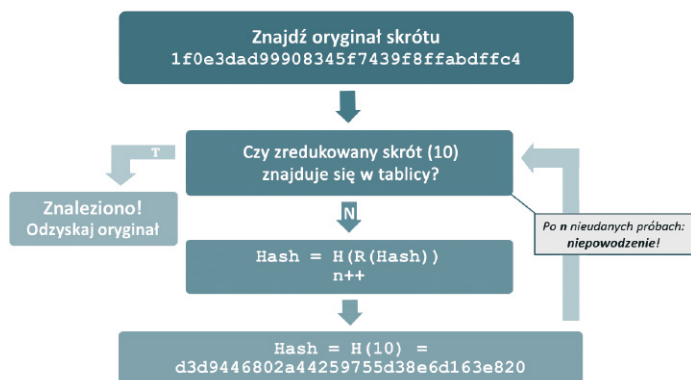 Znajdź oryginał skrótu
1f0e3dad99908345f7439f8ffabdffc4
Czy zredukowany skrót (10)
znajduje się w tablicy?
T
Znaleziono!
Odzyskaj oryginał
N
Po n nieudanych próbach:
niepowodzenie!
Hash = H(R(Hash))
n++
Hash = H(10) =
d3d9446802a44259755d38e6d163e820